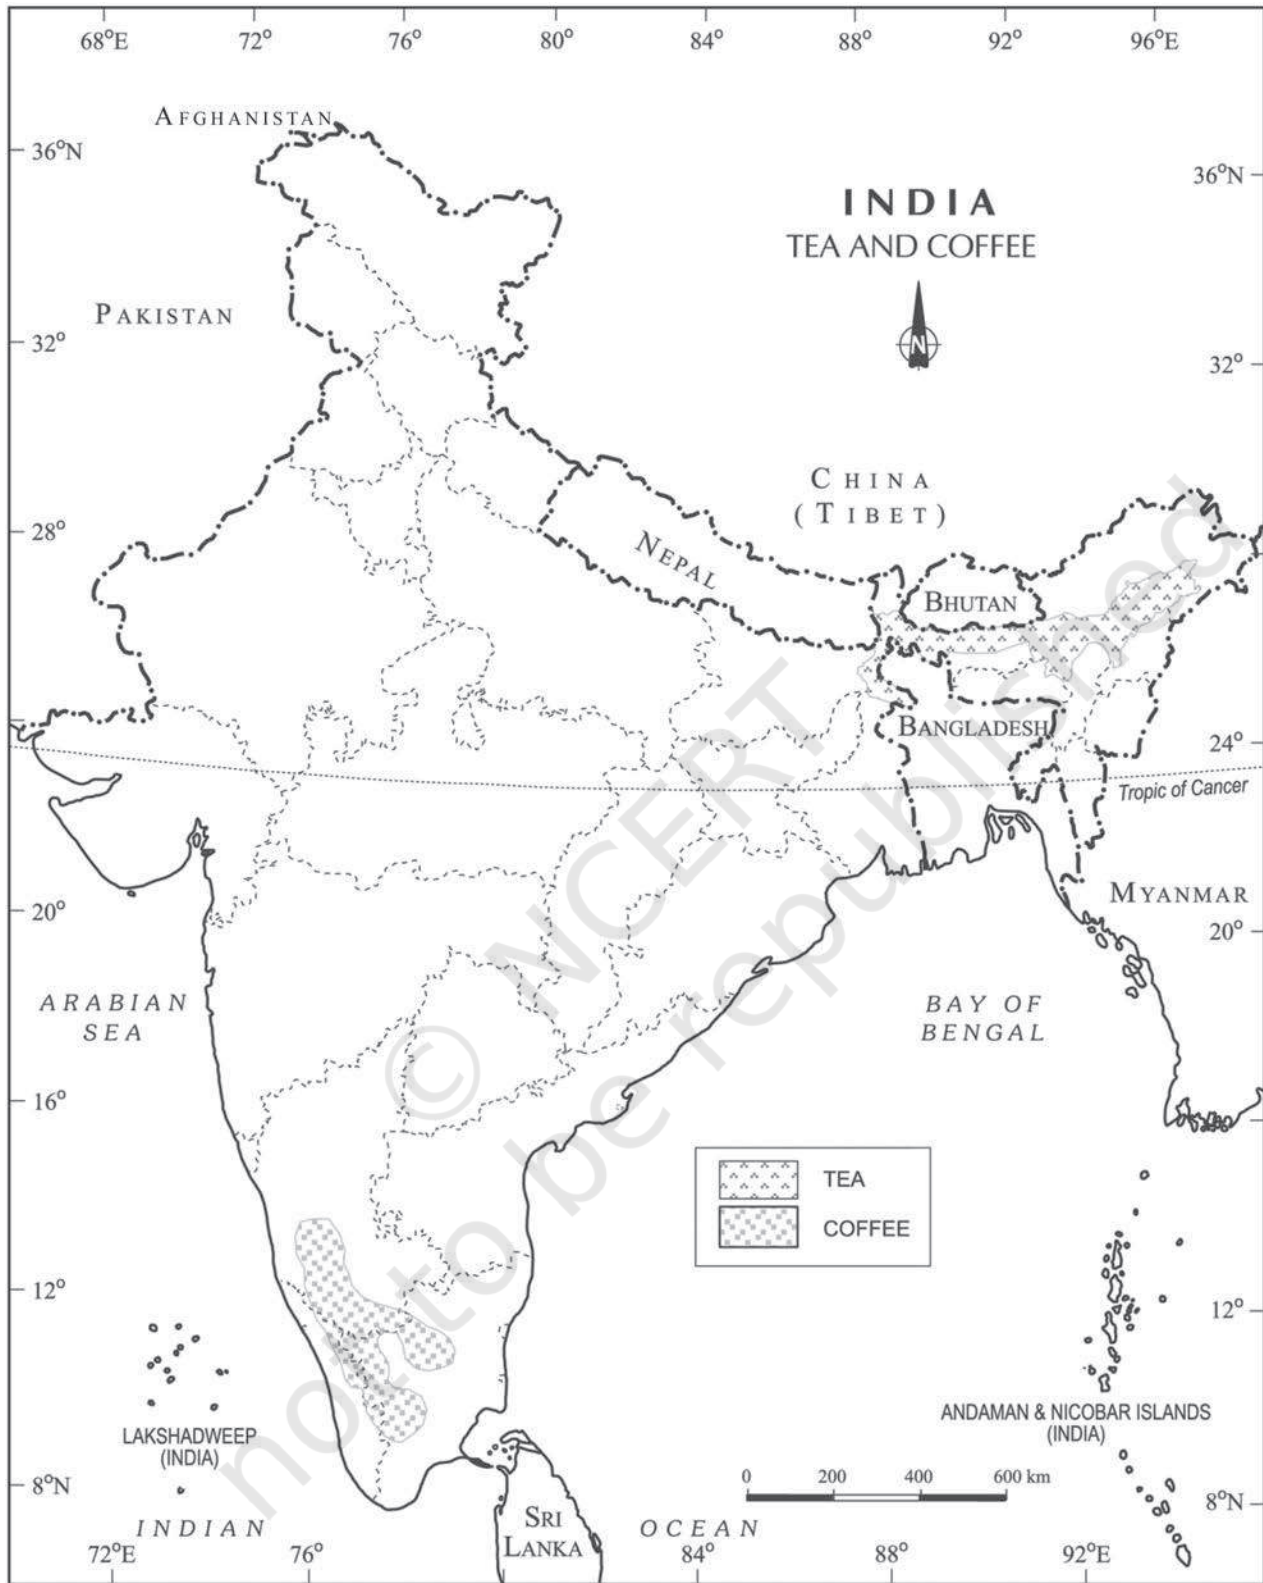 68°E 72° 76° 80° 84° 88° 92° 96°E
AFGHANISTAN
36°N
36°N
INDIA
TEA AND COFFEE
N
PAKISTAN
32°
32°
CHINA
(TIBET)
28°
NEPAL
BHUTAN
BANGLADESH
24°
Tropic of Cancer
MYANMAR
20°
20°
ARABIAN
SEA
BAY OF
BENGAL
16°
TEA
COFFEE
12°
12°
LAKSHADWEEP
(INDIA)
ANDAMAN & NICOBAR ISLANDS
(INDIA)
0 200 400 600 km
8°N
8°N
SRI
LANKA
INDIAN OCEAN
72°E 76° 84° 88° 92°E
© NCERT
not to be republished